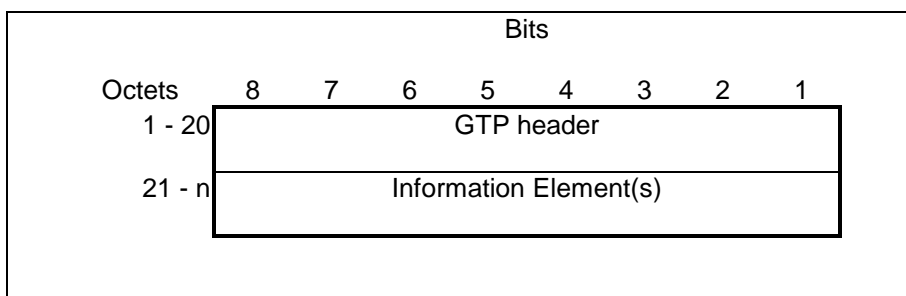 Bits
Octets 8 7 6 5 4 3 2 1
1 - 20 GTP header
21 - n Information Element(s)